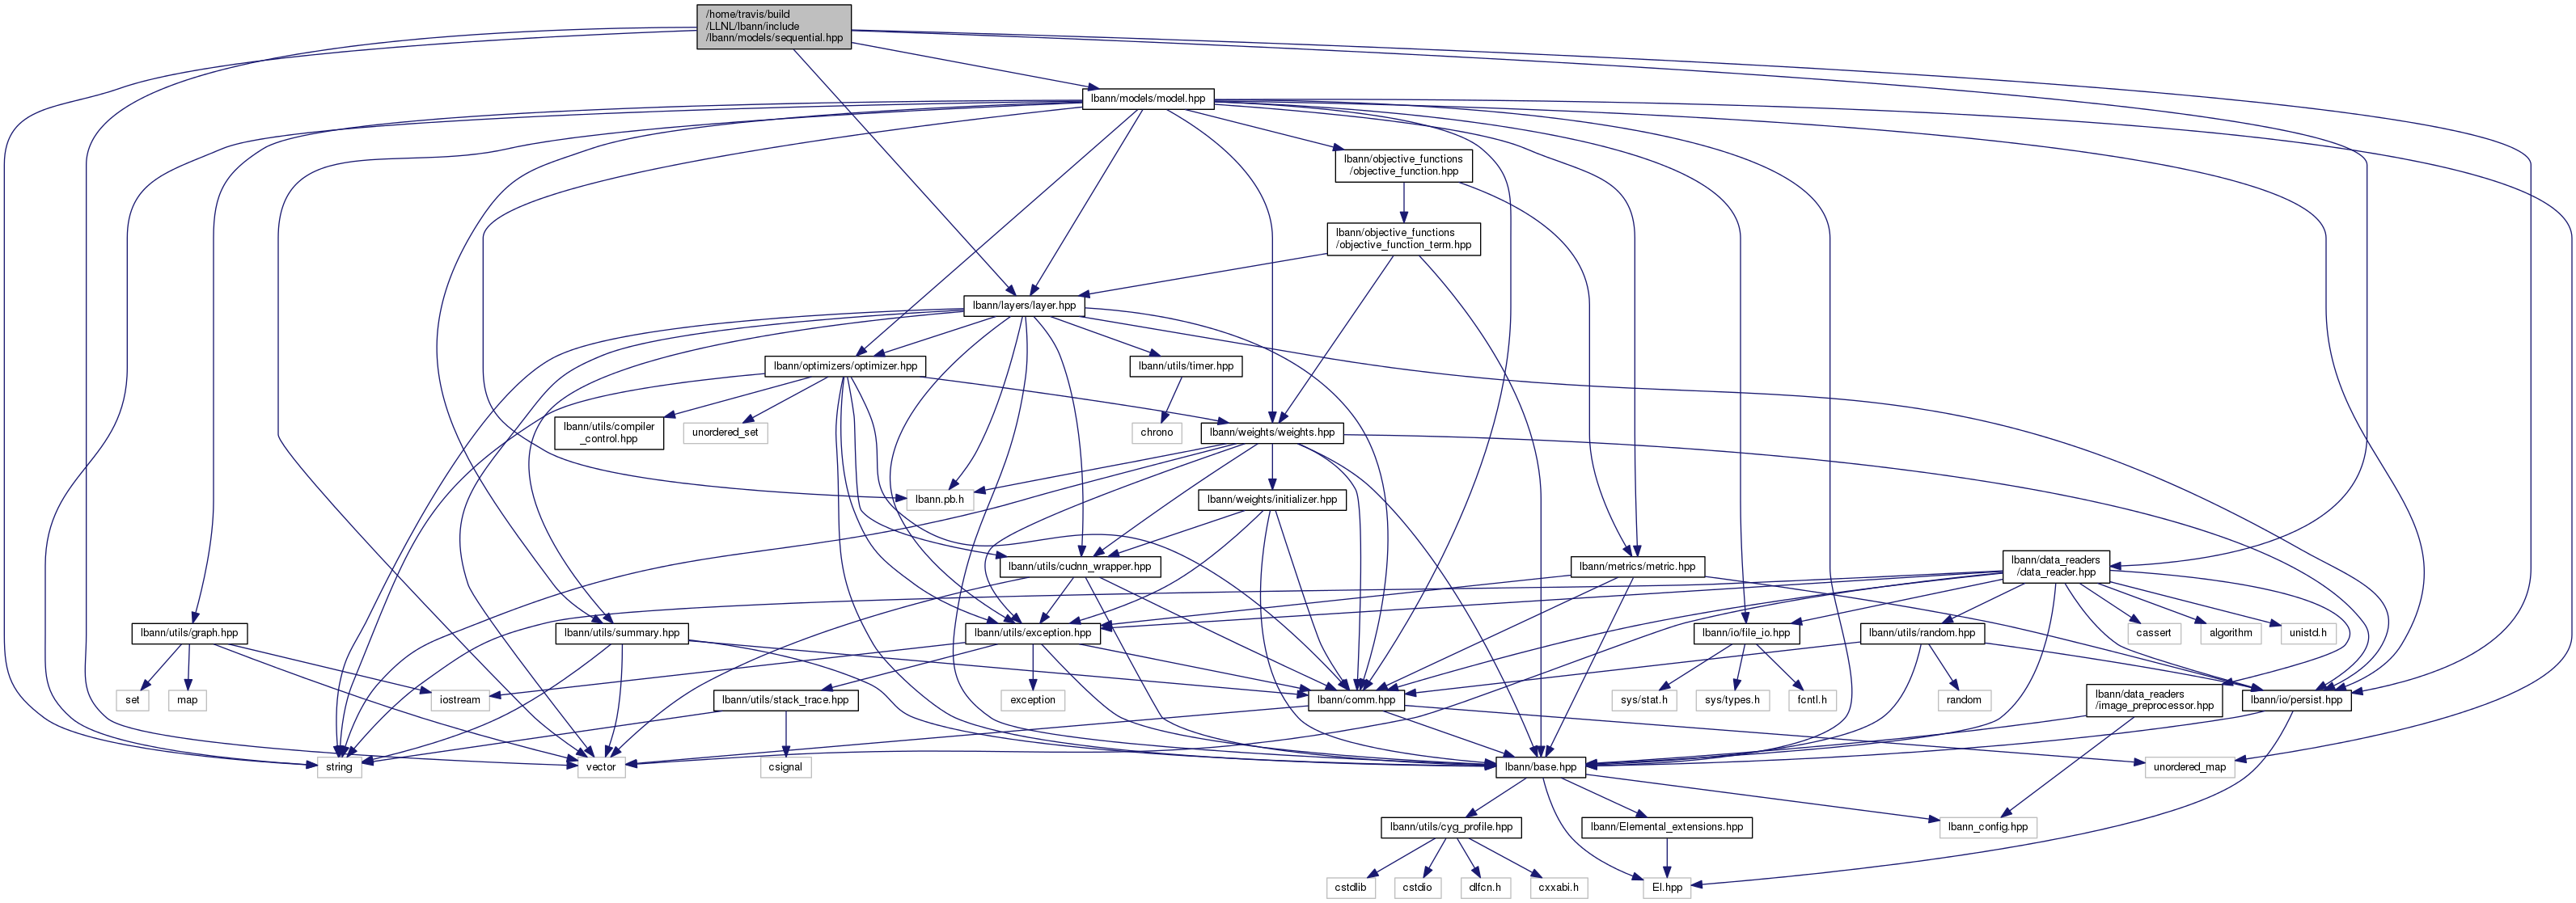 /home/travis/build
/LLNL/lbann/include
/lbann/models/sequential.hpp
lbann/models/model.hpp
lbann/objective_functions
/objective_function.hpp
lbann/objective_functions
/objective_function_term.hpp
lbann/layers/layer.hpp
lbann/optimizers/optimizer.hpp
lbann/utils/timer.hpp
lbann/utils/compiler
_control.hpp
unordered_set
chrono
lbann/weights/weights.hpp
lbann.pb.h
lbann/weights/initializer.hpp
lbann/utils/cudnn_wrapper.hpp
lbann/metrics/metric.hpp
lbann/data_readers
/data_reader.hpp
lbann/utils/graph.hpp
lbann/utils/summary.hpp
lbann/utils/exception.hpp
lbann/io/file_io.hpp
lbann/utils/random.hpp
cassert
algorithm
unistd.h
set
map
iostream
lbann/utils/stack_trace.hpp
exception
lbann/comm.hpp
sys/stat.h
sys/types.h
fcntl.h
random
lbann/data_readers
/image_preprocessor.hpp
lbann/io/persist.hpp
string
vector
csignal
lbann/base.hpp
unordered_map
lbann/utils/cyg_profile.hpp
lbann/Elemental_extensions.hpp
lbann_config.hpp
cstdlib
cstdio
dlfcn.h
cxxabi.h
El.hpp